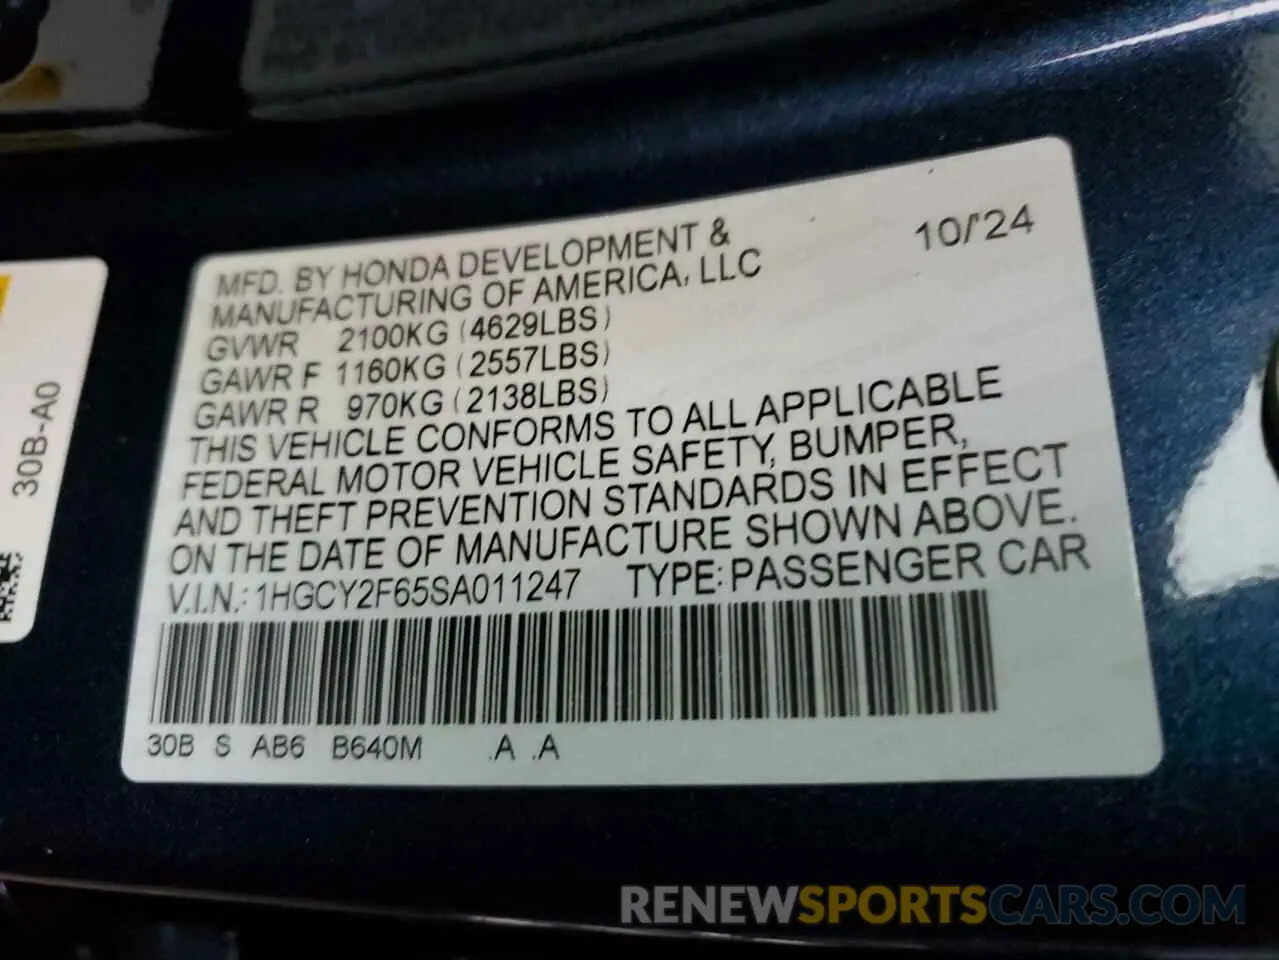 MFD. BY HONDA DEVELOPMENT & 10/'24
MANUFACTURING OF AMERICA, LLC
GVWR 2100KG (4629LBS)
GAWR F 1160KG (2557LBS)
GAWR R 970KG (2138LBS)
THIS VEHICLE CONFORMS TO ALL APPLICABLE
FEDERAL MOTOR VEHICLE SAFETY, BUMPER,
AND THEFT PREVENTION STANDARDS IN EFFECT
ON THE DATE OF MANUFACTURE SHOWN ABOVE.
V.I.N.: 1HGCY2F65SA011247 TYPE: PASSENGER CAR
30B S AB6 B640M .A .A
30B-A0
RENEWSPORTSCARS.COM